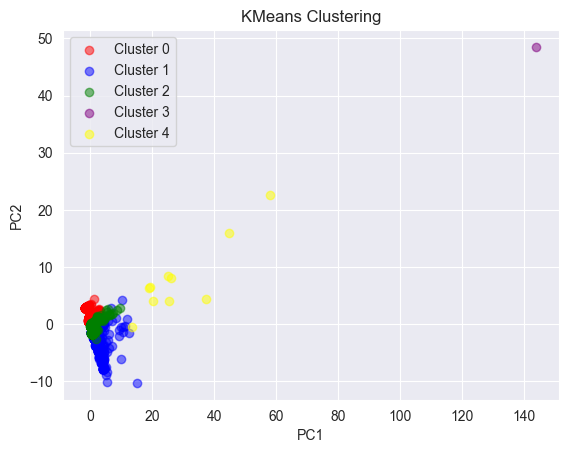 KMeans Clustering
50
40
30
20
10
0
−10
PC2
Cluster 0
Cluster 1
Cluster 2
Cluster 3
Cluster 4
0
20
40
60
80
100
120
140
PC1